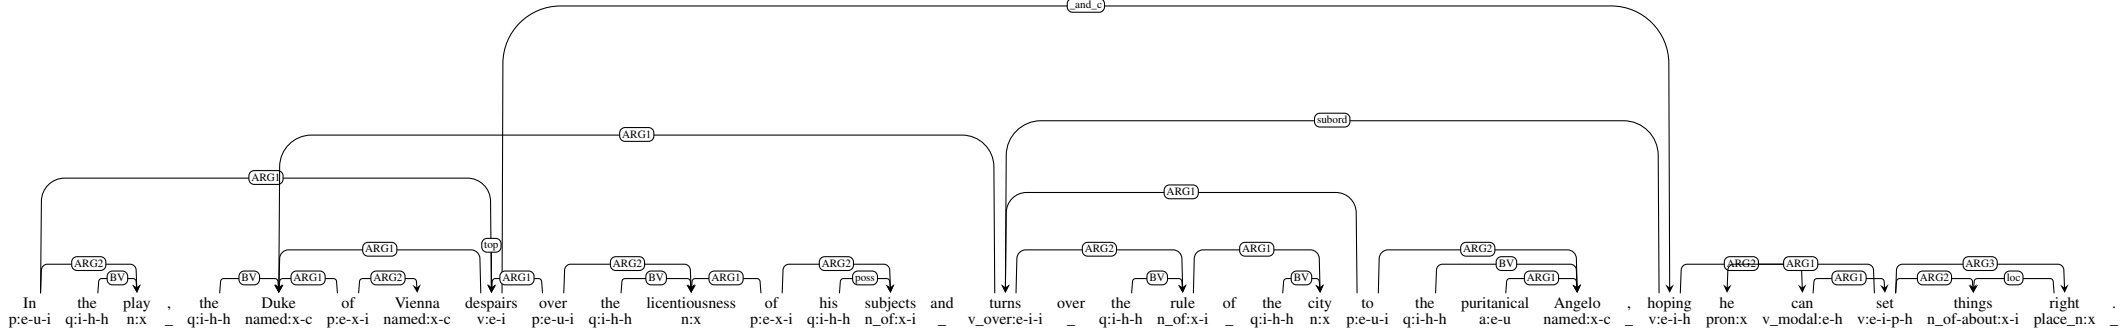 _and_c
subord
ARG1
ARG1 ARG1
ARG1 top ARG2 ARG1 ARG2
ARG2 ARG2 ARG2 BV ARG2 ARG1 ARG3
BV BV ARG1 ARG2 ARG1 BV ARG1 poss BV BV ARG1 ARG1 ARG2 loc
In the play , the Duke of Vienna despairs over the licentiousness of his subjects and turns over the rule of the city to the puritanical Angelo , hoping he can set things right .
p:e-u-i q:i-h-h n:x _ q:i-h-h named:x-c p:e-x-i named:x-c v:e-i p:e-u-i q:i-h-h n:x p:e-x-i q:i-h-h n_of:x-i _ v_over:e-i-i _ q:i-h-h n_of:x-i _ q:i-h-h n:x p:e-u-i q:i-h-h a:e-u named:x-c _ v:e-i-h pron:x v_modal:e-h v:e-i-p-h n_of-about:x-i place_n:x _